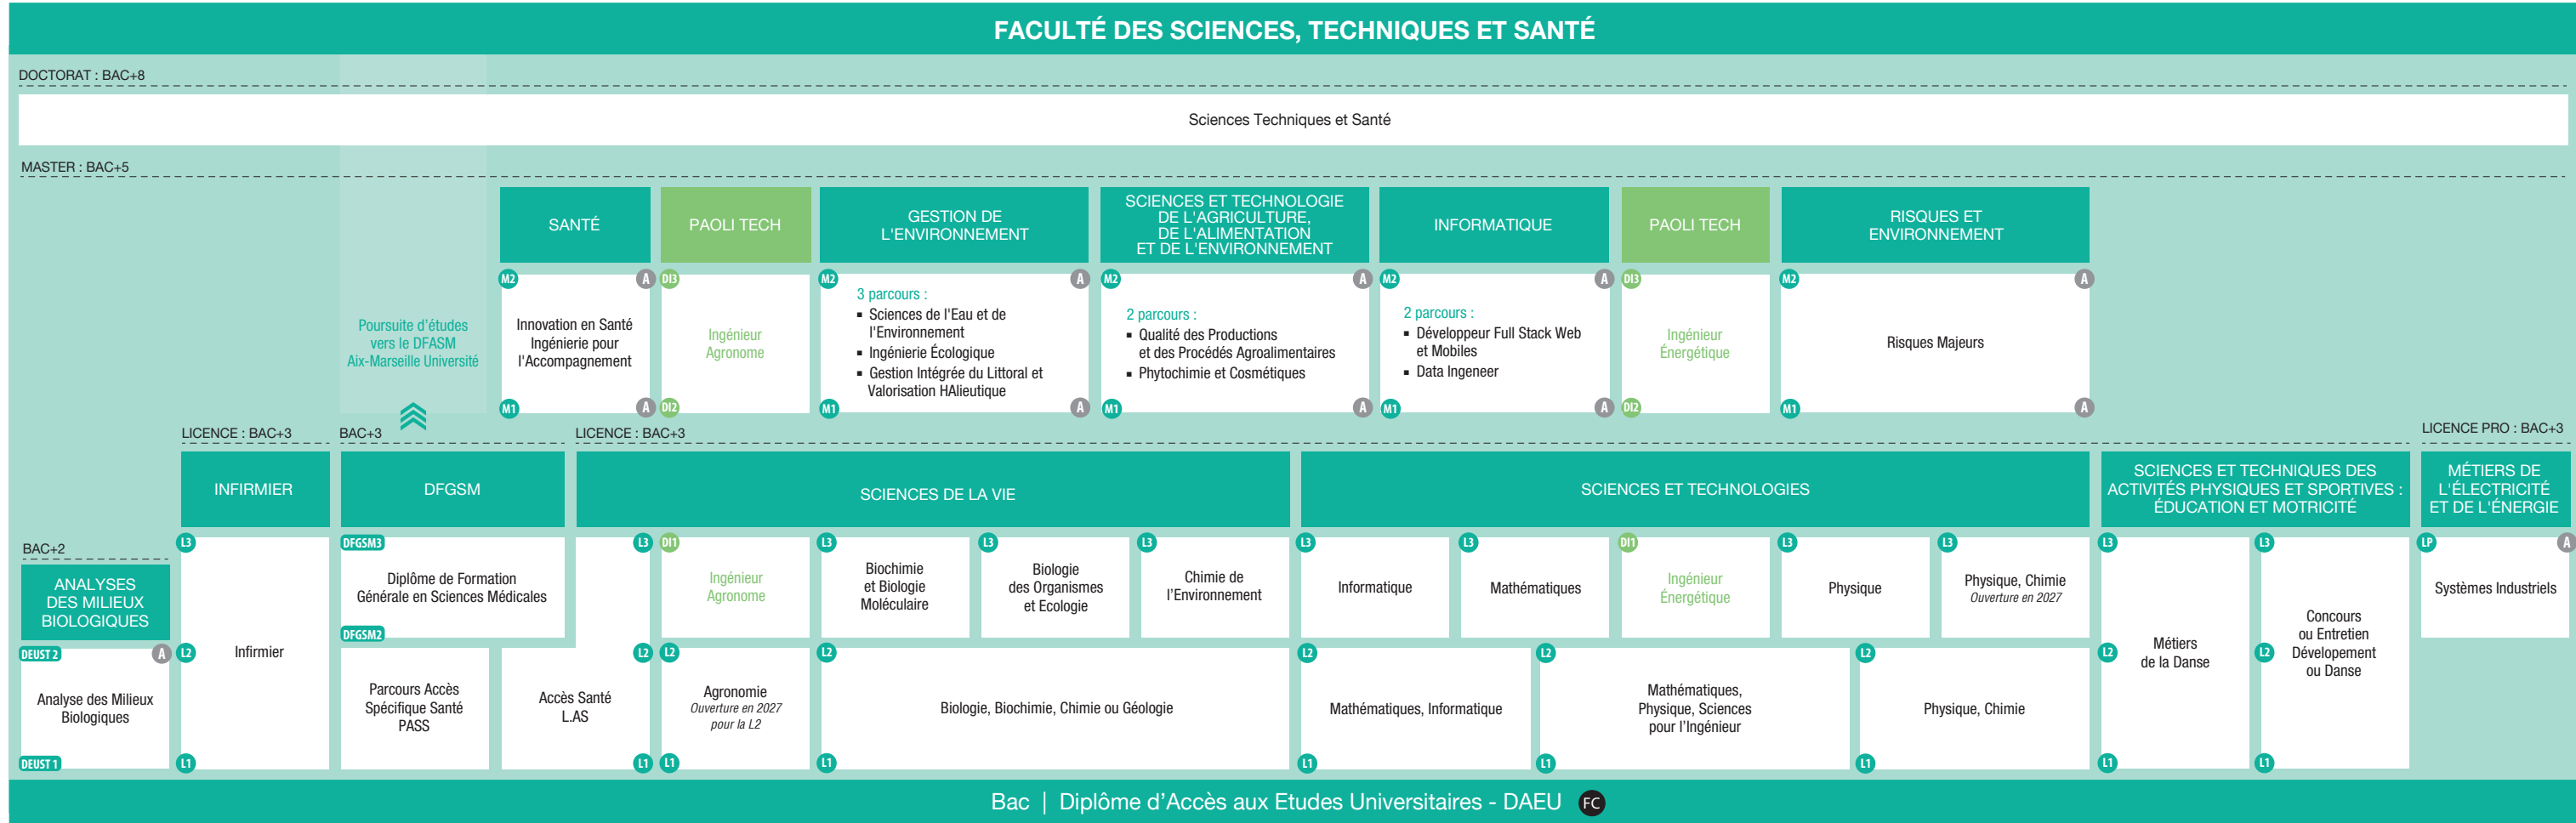 FACULTÉ DES SCIENCES, TECHNIQUES ET SANTÉ
DOCTORAT : BAC+8
Sciences Techniques et Santé
MASTER : BAC+5
Poursuite d'études
vers le DFASM
Aix-Marseille Université
SANTÉ
M2
A
Innovation en Santé
Ingénierie pour
l'Accompagnement
M1
A
PAOLI TECH
DI3
Ingénieur
Agronome
DI2
GESTION DE
L'ENVIRONNEMENT
M2
A
3 parcours :
▪ Sciences de l'Eau et de
l'Environnement
▪ Ingénierie Écologique
▪ Gestion Intégrée du Littoral et
Valorisation HAlieutique
M1
A
SCIENCES ET TECHNOLOGIE
DE L'AGRICULTURE,
DE L'ALIMENTATION
ET DE L'ENVIRONNEMENT
M2
A
2 parcours :
▪ Qualité des Productions
et des Procédés Agroalimentaires
▪ Phytochimie et Cosmétiques
M1
A
INFORMATIQUE
M2
A
2 parcours :
▪ Développeur Full Stack Web
et Mobiles
▪ Data Ingeneer
M1
A
PAOLI TECH
DI3
Ingénieur
Énergétique
DI2
RISQUES ET
ENVIRONNEMENT
M2
A
Risques Majeurs
M1
A
BAC+2
ANALYSES
DES MILIEUX
BIOLOGIQUES
DEUST 2
A
Analyse des Milieux
Biologiques
DEUST 1
LICENCE : BAC+3
INFIRMIER
L3
L2
Infirmier
L1
BAC+3
DFGSM
DFGSM3
Diplôme de Formation
Générale en Sciences Médicales
DFGSM2
Parcours Accès
Spécifique Santé
PASS
LICENCE : BAC+3
SCIENCES DE LA VIE
L3
L2
Accès Santé
L.AS
L1
DI1
Ingénieur
Agronome
L2
Agronomie
Ouverture en 2027
pour la L2
L1
L3
Biochimie
et Biologie
Moléculaire
L3
Biologie
des Organismes
et Ecologie
L3
Chimie de
l'Environnement
L2
Biologie, Biochimie, Chimie ou Géologie
L1
SCIENCES ET TECHNOLOGIES
L3
Informatique
L3
Mathématiques
DI1
Ingénieur
Énergétique
L3
Physique
L3
Physique, Chimie
Ouverture en 2027
L2
Mathématiques, Informatique
L1
L2
Mathématiques,
Physique, Sciences
pour l'Ingénieur
L1
L2
Physique, Chimie
L1
SCIENCES ET TECHNIQUES DES
ACTIVITÉS PHYSIQUES ET SPORTIVES :
ÉDUCATION ET MOTRICITÉ
L3
L2
Métiers
de la Danse
L1
L3
L2
Concours
ou Entretien
Dévelopement
ou Danse
L1
LICENCE PRO : BAC+3
MÉTIERS DE
L'ÉLECTRICITÉ
ET DE L'ÉNERGIE
LP
A
Systèmes Industriels
Bac | Diplôme d'Accès aux Etudes Universitaires - DAEU FC